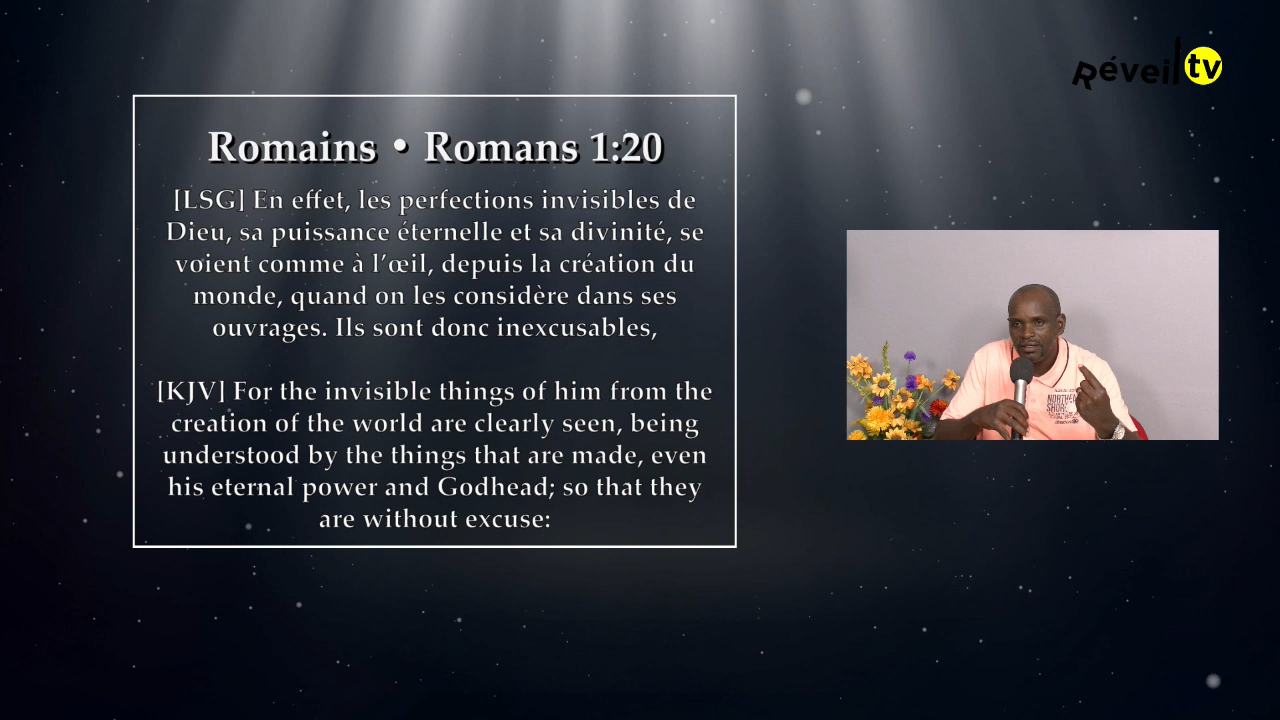 Réveil tv
Romains • Romans 1:20
[LSG] En effet, les perfections invisibles de
Dieu, sa puissance éternelle et sa divinité, se
voient comme à l’œil, depuis la création du
monde, quand on les considère dans ses
ouvrages. Ils sont donc inexcusables,
[KJV] For the invisible things of him from the
creation of the world are clearly seen, being
understood by the things that are made, even
his eternal power and Godhead; so that they
are without excuse:
NORTHE
SHOR